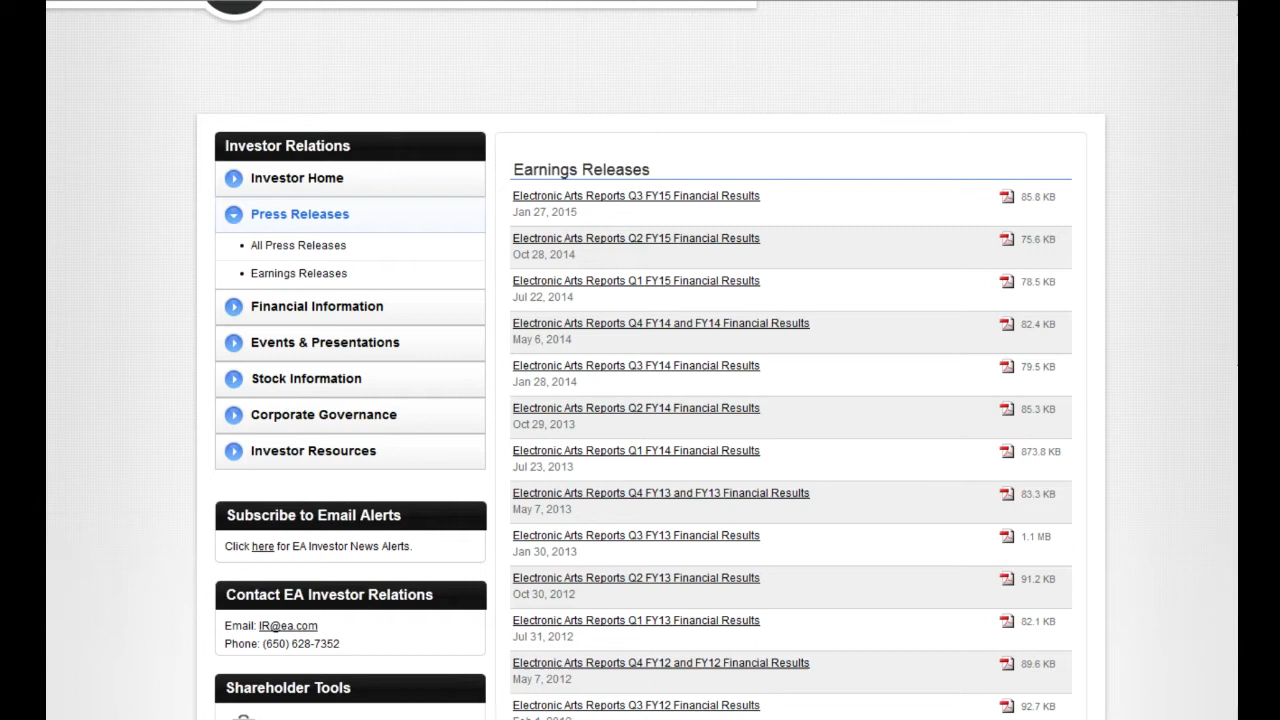 Investor Relations
Investor Home
Press Releases
All Press Releases
Earnings Releases
Financial Information
Events & Presentations
Stock Information
Corporate Governance
Investor Resources
Subscribe to Email Alerts
Click here for EA Investor News Alerts.
Contact EA Investor Relations
Email: IR@ea.com
Phone: (650) 628-7352
Shareholder Tools
Earnings Releases
Electronic Arts Reports Q3 FY15 Financial Results 85.8 KB
Jan 27, 2015
Electronic Arts Reports Q2 FY15 Financial Results 75.6 KB
Oct 28, 2014
Electronic Arts Reports Q1 FY15 Financial Results 78.5 KB
Jul 22, 2014
Electronic Arts Reports Q4 FY14 and FY14 Financial Results 82.4 KB
May 6, 2014
Electronic Arts Reports Q3 FY14 Financial Results 79.5 KB
Jan 28, 2014
Electronic Arts Reports Q2 FY14 Financial Results 85.3 KB
Oct 29, 2013
Electronic Arts Reports Q1 FY14 Financial Results 873.8 KB
Jul 23, 2013
Electronic Arts Reports Q4 FY13 and FY13 Financial Results 83.3 KB
May 7, 2013
Electronic Arts Reports Q3 FY13 Financial Results 1.1 MB
Jan 30, 2013
Electronic Arts Reports Q2 FY13 Financial Results 91.2 KB
Oct 30, 2012
Electronic Arts Reports Q1 FY13 Financial Results 82.1 KB
Jul 31, 2012
Electronic Arts Reports Q4 FY12 and FY12 Financial Results 89.6 KB
May 7, 2012
Electronic Arts Reports Q3 FY12 Financial Results 92.7 KB